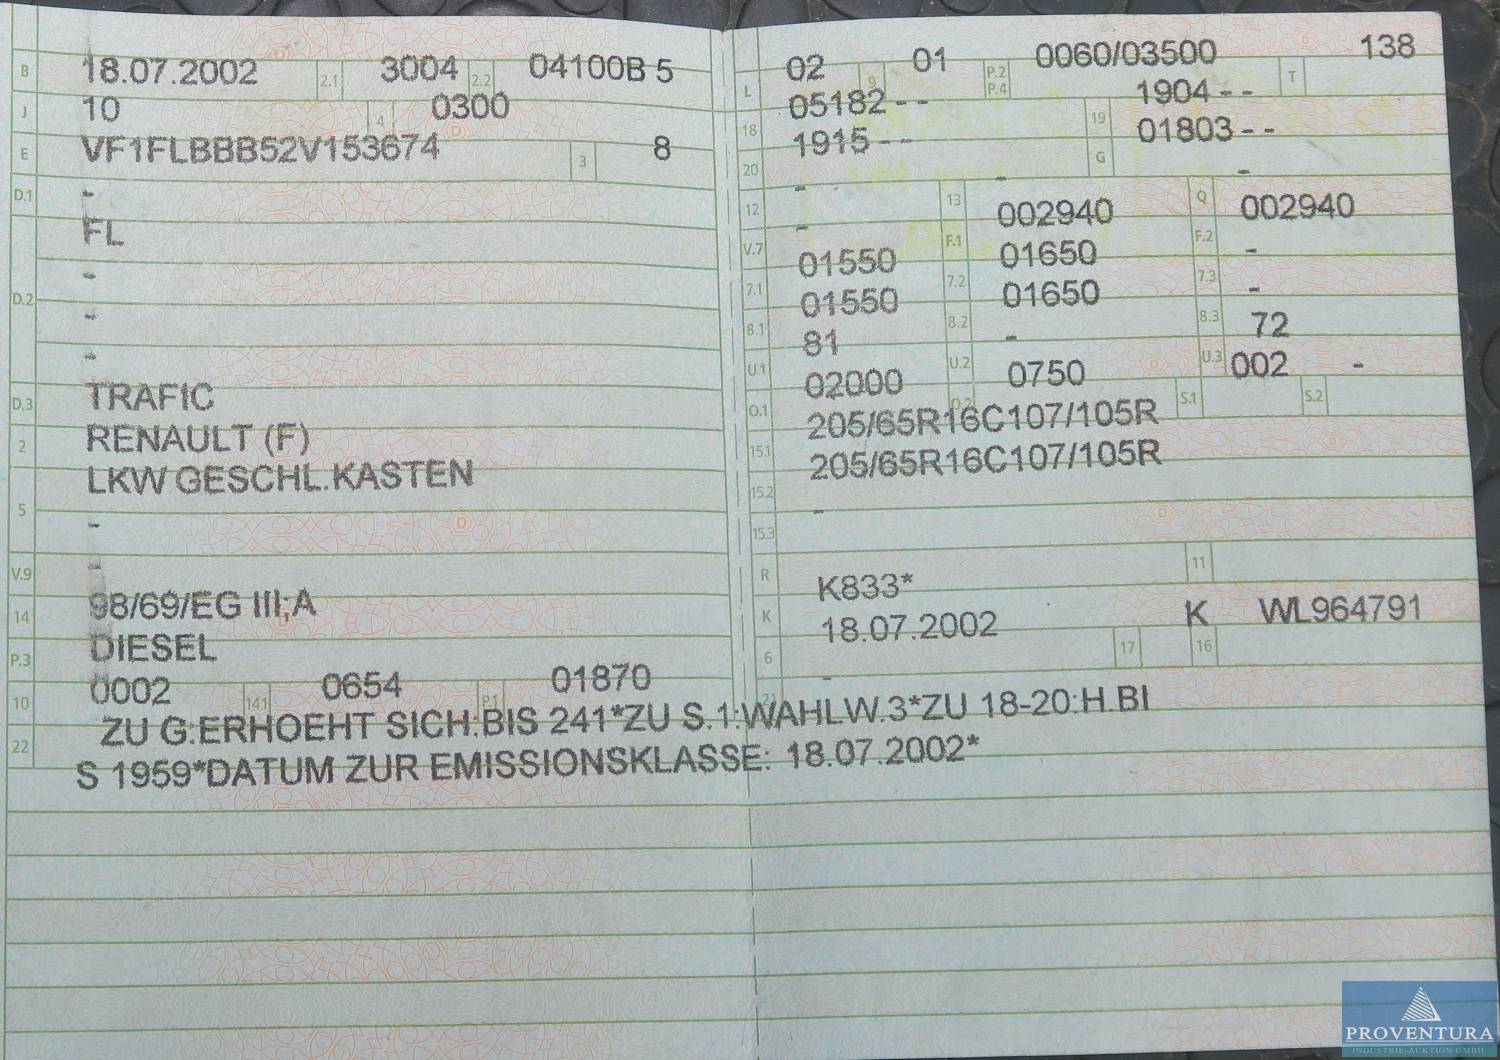 B 18.07.2002 2.1 3004 2.2 04100B 5
J 10 4 0300
E VF1FLBBB52V153674 3 8
D.1 -
FL
-
D.2 -
-
D.3 TRAFIC
2 RENAULT (F)
LKW GESCHL.KASTEN
5 -
V.9 -
14 98/69/EG III;A
P.3 DIESEL
10 0002 14.1 0654 P.1 01870
22 ZU G:ERHOEHT SICH:BIS 241*ZU S.1:WAHLW.3*ZU 18-20:H.BI
S 1959*DATUM ZUR EMISSIONSKLASSE: 18.07.2002*
L 02 9 01 P.2 P.4 0060/03500 T 138
18 05182-- 19 1904--
20 1915-- G 01803--
12 - 13 - Q -
V.7 - F.1 002940 F.2 002940
7.1 01550 7.2 01650 7.3 -
8.1 01550 8.2 01650 8.3 -
U.1 81 U.2 - U.3 72
O.1 02000 O.2 0750 S.1 002 S.2 -
15.1 205/65R16C107/105R
15.2 205/65R16C107/105R
15.3 -
R 11
K K833*
6 18.07.2002 17 K 16 WL964791
21 -
PROVENTURA
INDUSTRIE-AUKTION GMBH